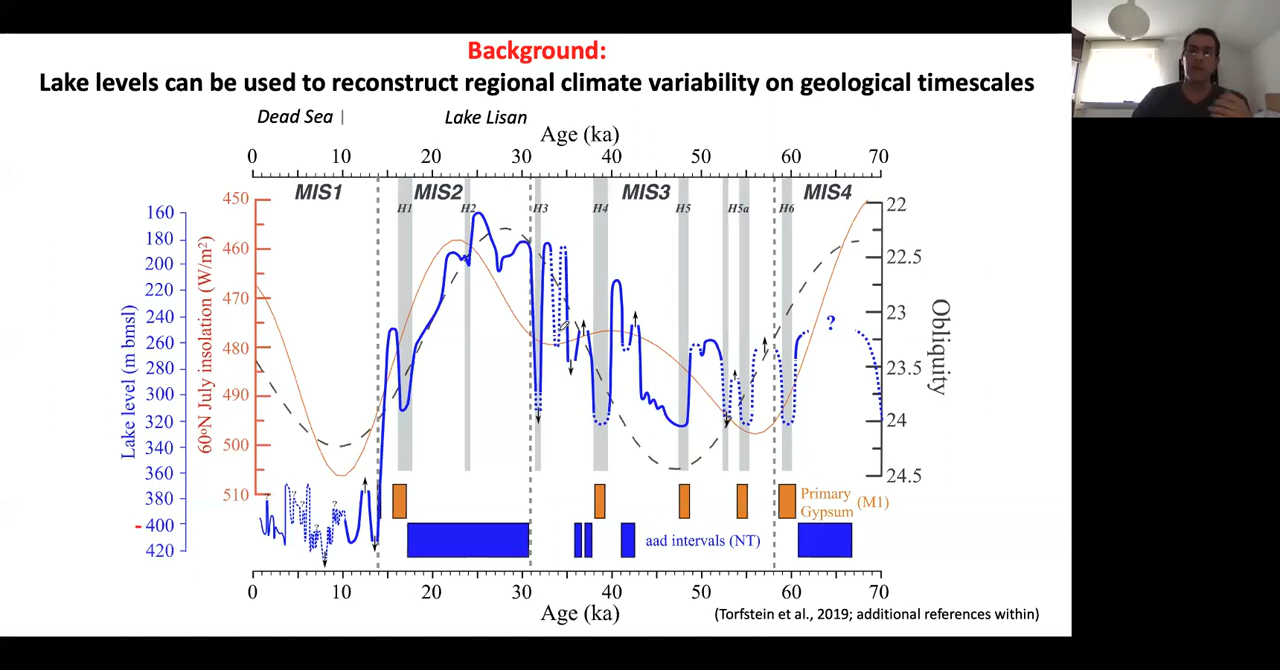 Background:
Lake levels can be used to reconstruct regional climate variability on geological timescales
Dead Sea |
Lake Lisan
Age (ka)
0 10 20 30 40 50 60 70
MIS1 MIS2 MIS3 MIS4
H1 H2 H3 H4 H5 H5a H6
Lake level (m bmsl)
160
180
200
220
240
260
280
300
320
340
360
380
400
420
60°N July insolation (W/m²)
450
460
470
480
490
500
510
Obliquity
22
22.5
23
23.5
24
24.5
?
? ? ? ? ?
Primary
Gypsum (M1)
aad intervals (NT)
0 10 20 30 40 50 60 70
Age (ka)
(Torfstein et al., 2019; additional references within)